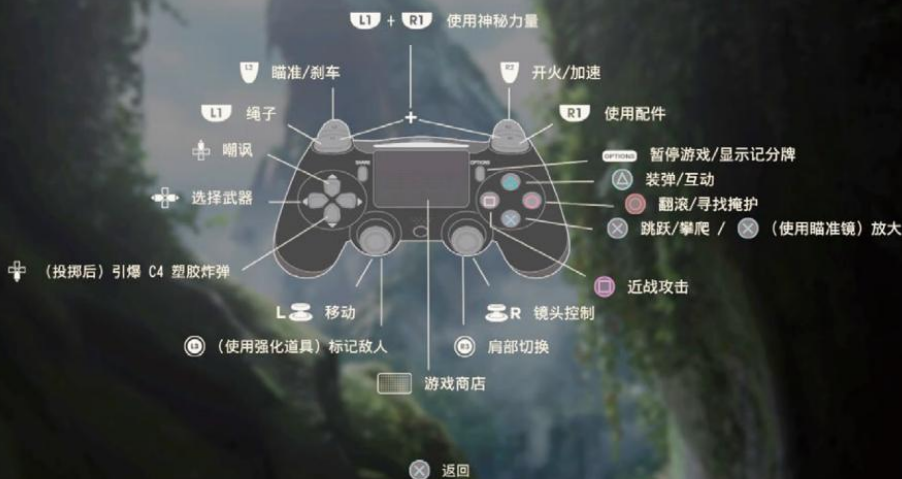 L1 + R1 使用神秘力量
L2 瞄准/刹车
R2 开火/加速
L1 绳子
R1 使用配件
嘲讽
SHARE
OPTIONS
OPTIONS 暂停游戏/显示记分牌
装弹/互动
选择武器
翻滚/寻找掩护
跳跃/攀爬 / (使用瞄准镜) 放大
(投掷后) 引爆 C4 塑胶炸弹
近战攻击
L 移动
R 镜头控制
L3 (使用强化道具) 标记敌人
R3 肩部切换
游戏商店
返回